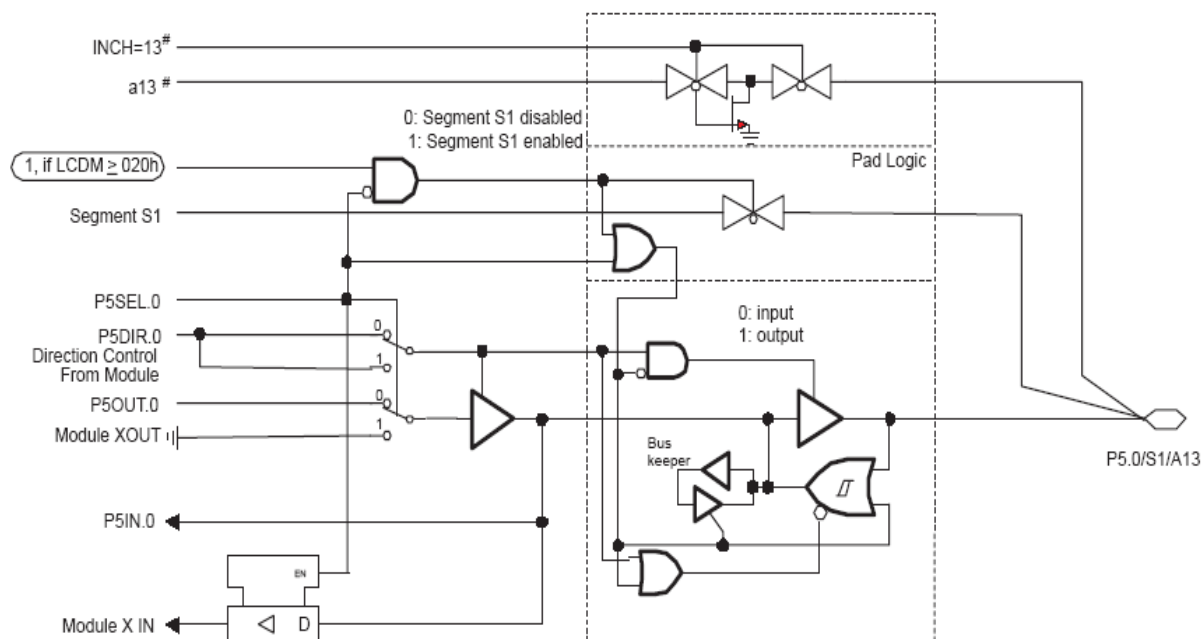 INCH=13#
a13 #
0: Segment S1 disabled
1: Segment S1 enabled
Pad Logic
1, if LCDM ≥ 020h
Segment S1
P5SEL.0
0: input
1: output
P5DIR.0
0
Direction Control
From Module
1
P5OUT.0
0
Module XOUT
1
Bus
keeper
P5.0/S1/A13
P5IN.0
EN
Module X IN
D